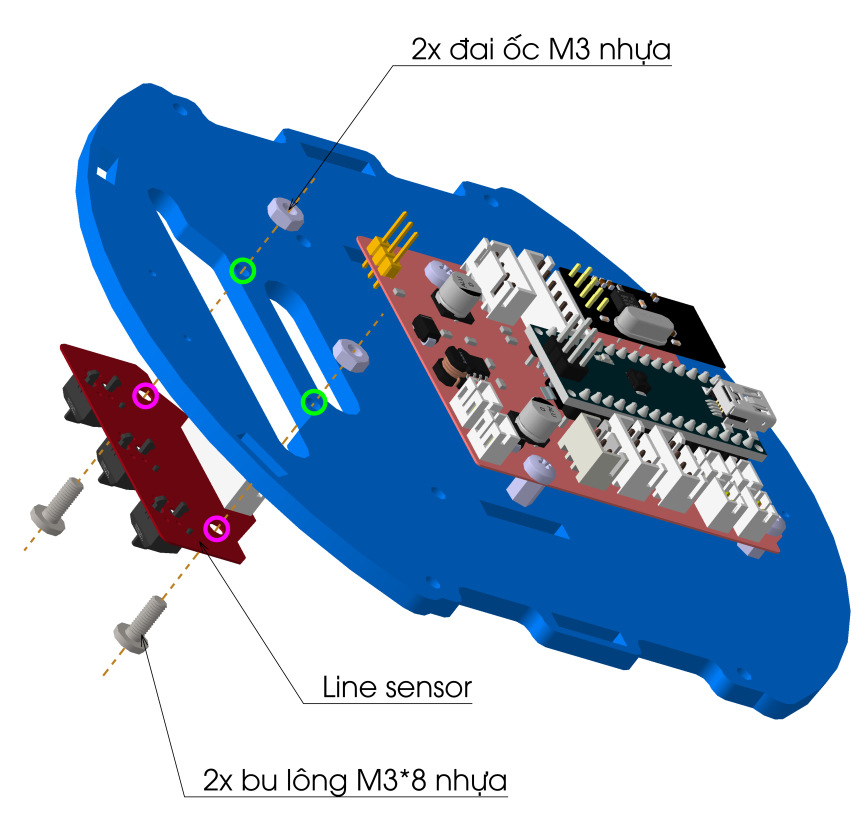 2x đai ốc M3 nhựa
Line sensor
2x bu lông M3*8 nhựa